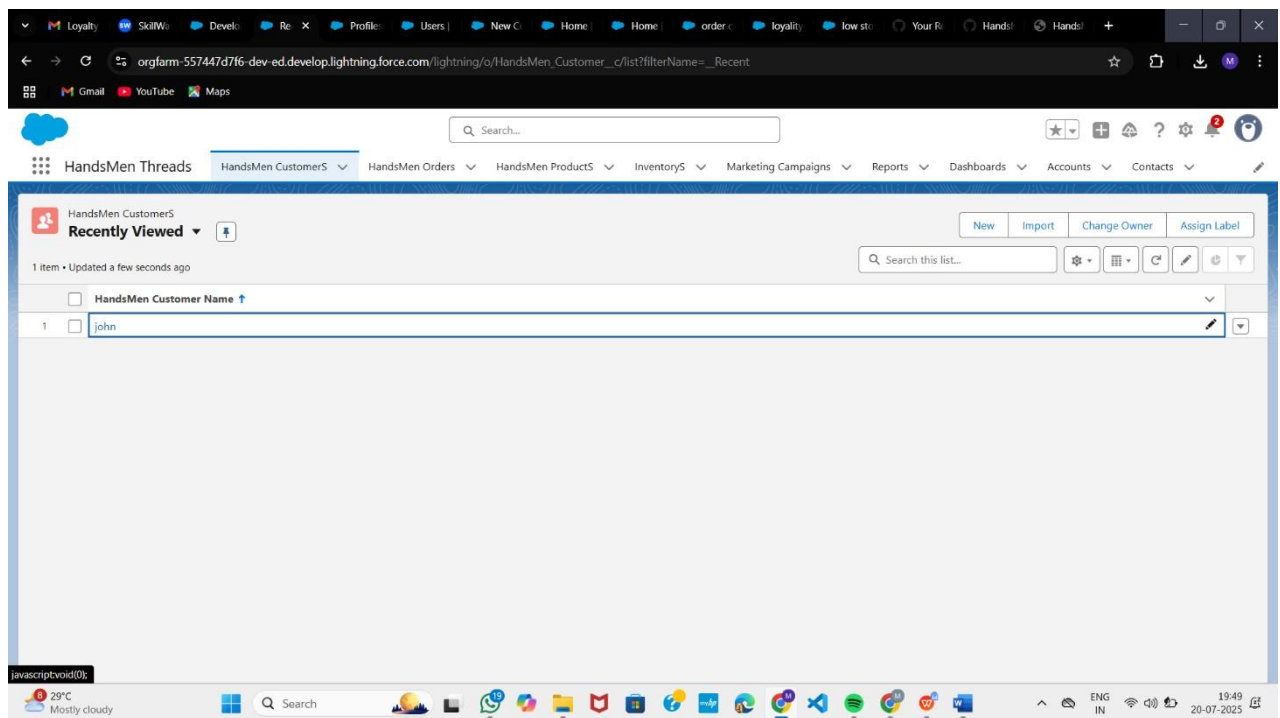 Loyalty SkillWa Develo Re Profile Users | New C Home | Home | order c loyality low sto Your R Hands Hands
orgfarm-557447d7f6-dev-ed.develop.lightning.force.com/lightning/o/HandsMen_Customer__c/list?filterName=__Recent
M
Gmail YouTube Maps
Search...
2
HandsMen Threads HandsMen CustomerS HandsMen Orders HandsMen ProductS InventoryS Marketing Campaigns Reports Dashboards Accounts Contacts
HandsMen CustomerS
Recently Viewed
New Import Change Owner Assign Label
1 item • Updated a few seconds ago
Search this list...
HandsMen Customer Name
1 john
javascript:void(0);
8
29°C
Mostly cloudy
Search
19
ENG
IN
19:49
20-07-2025